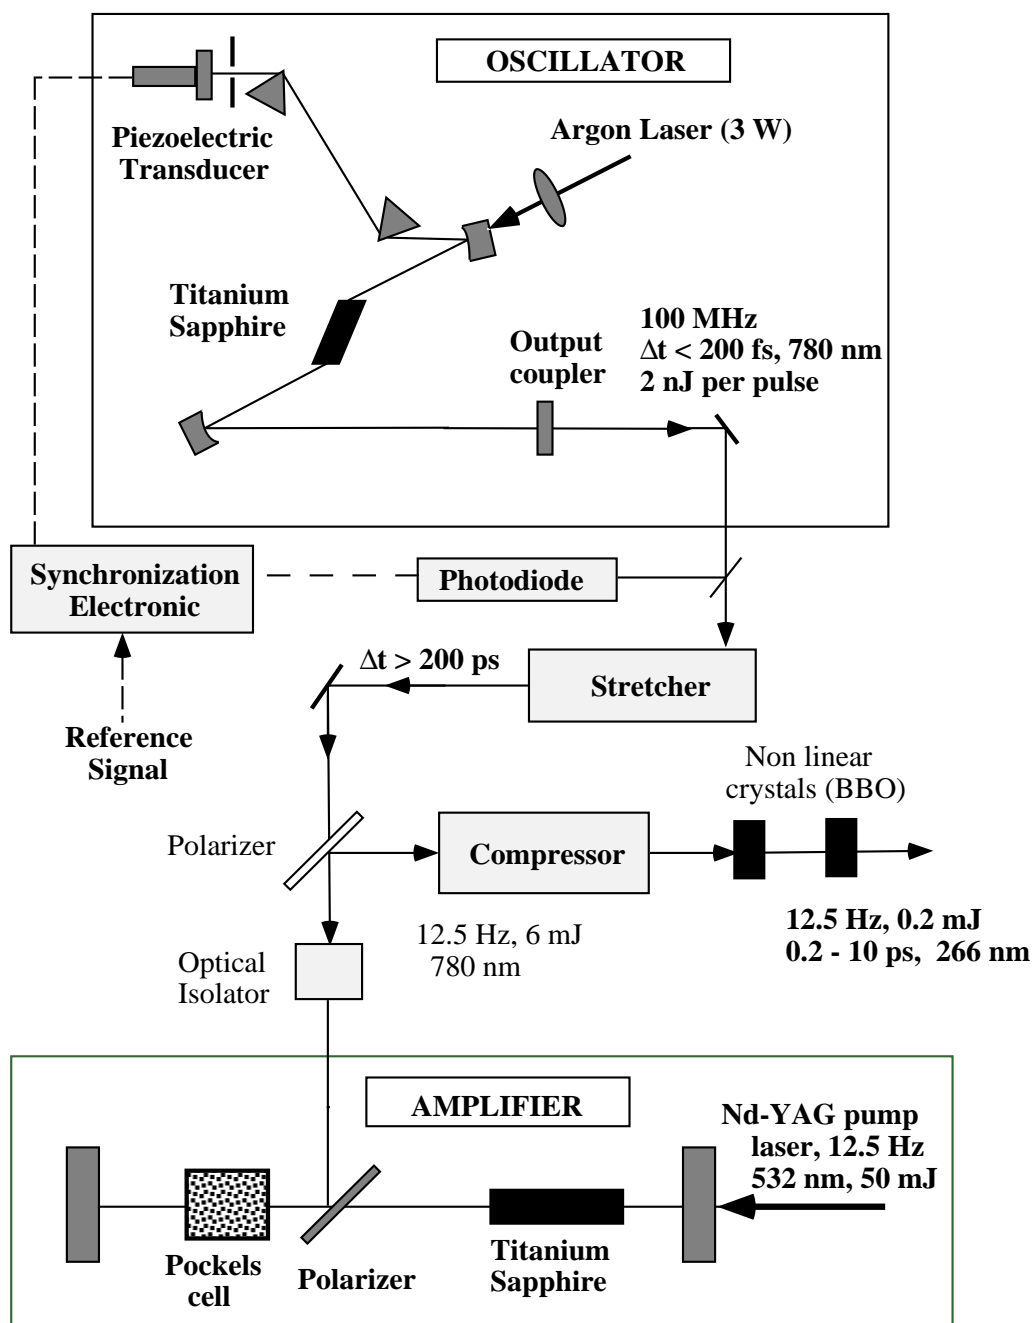 OSCILLATOR
Piezoelectric
Transducer
Argon Laser (3 W)
Titanium
Sapphire
Output
coupler
100 MHz
Δt < 200 fs, 780 nm
2 nJ per pulse
Synchronization
Electronic
Photodiode
Δt > 200 ps
Stretcher
Reference
Signal
Non linear
crystals (BBO)
Polarizer
Compressor
12.5 Hz, 6 mJ
780 nm
12.5 Hz, 0.2 mJ
0.2 - 10 ps, 266 nm
Optical
Isolator
AMPLIFIER
Nd-YAG pump
laser, 12.5 Hz
532 nm, 50 mJ
Pockels
cell
Polarizer
Titanium
Sapphire